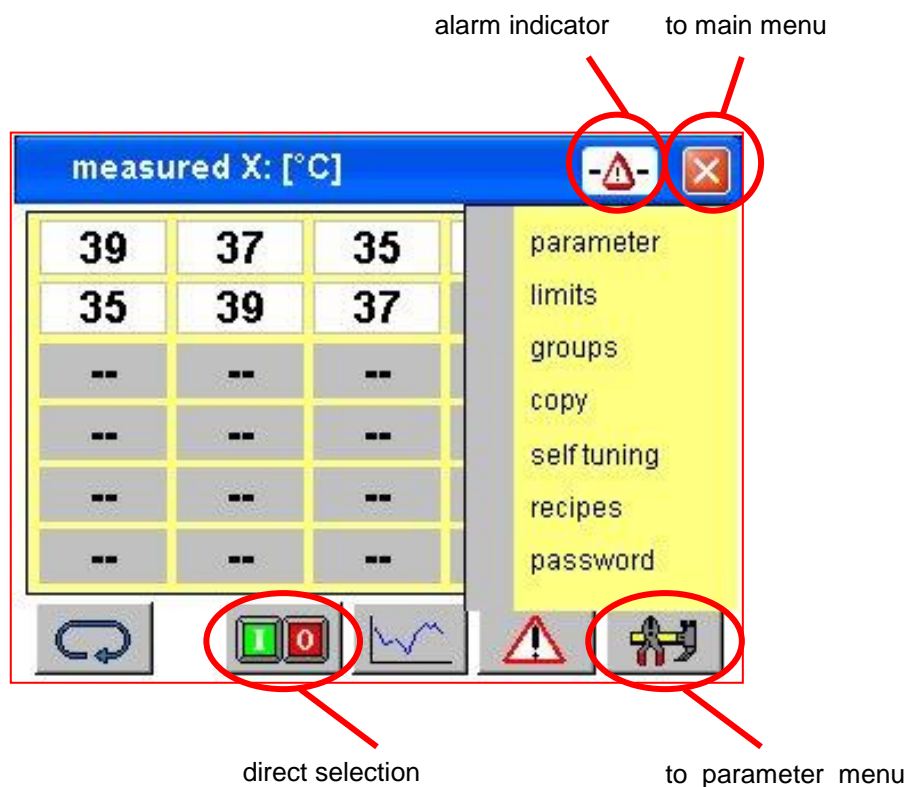 alarm indicator to main menu
measured X: [°C] -⚠- X
39 37 35 parameter
35 39 37 limits
-- -- -- groups
-- -- -- copy
-- -- -- self tuning
-- -- -- recipes
password
I O
direct selection to parameter menu